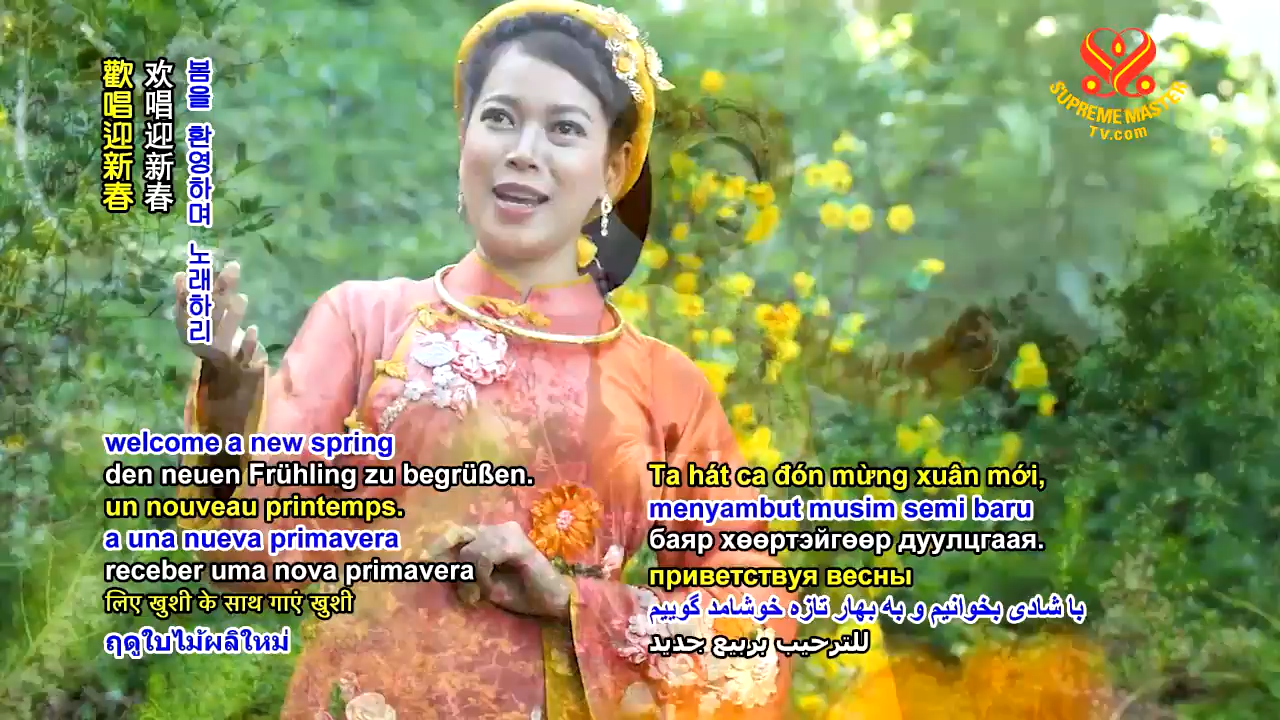 歡唱迎新春
欢唱迎新春
봄을 환영하며 노래하리
SUPREME MASTER
TV.com
welcome a new spring
den neuen Frühling zu begrüßen.
un nouveau printemps.
a una nueva primavera
receber uma nova primavera
लिए खुशी के साथ गाएं खुशी
ฤดูใบไม้ผลิใหม่
Ta hát ca đón mừng xuân mới,
menyambut musim semi baru
баяр хөөртэйгөөр дуулцгаая.
приветствуя весны
با شادی بخوانیم و به بهار تازه خوشامد گوییم
للترحيب بربيع جديد